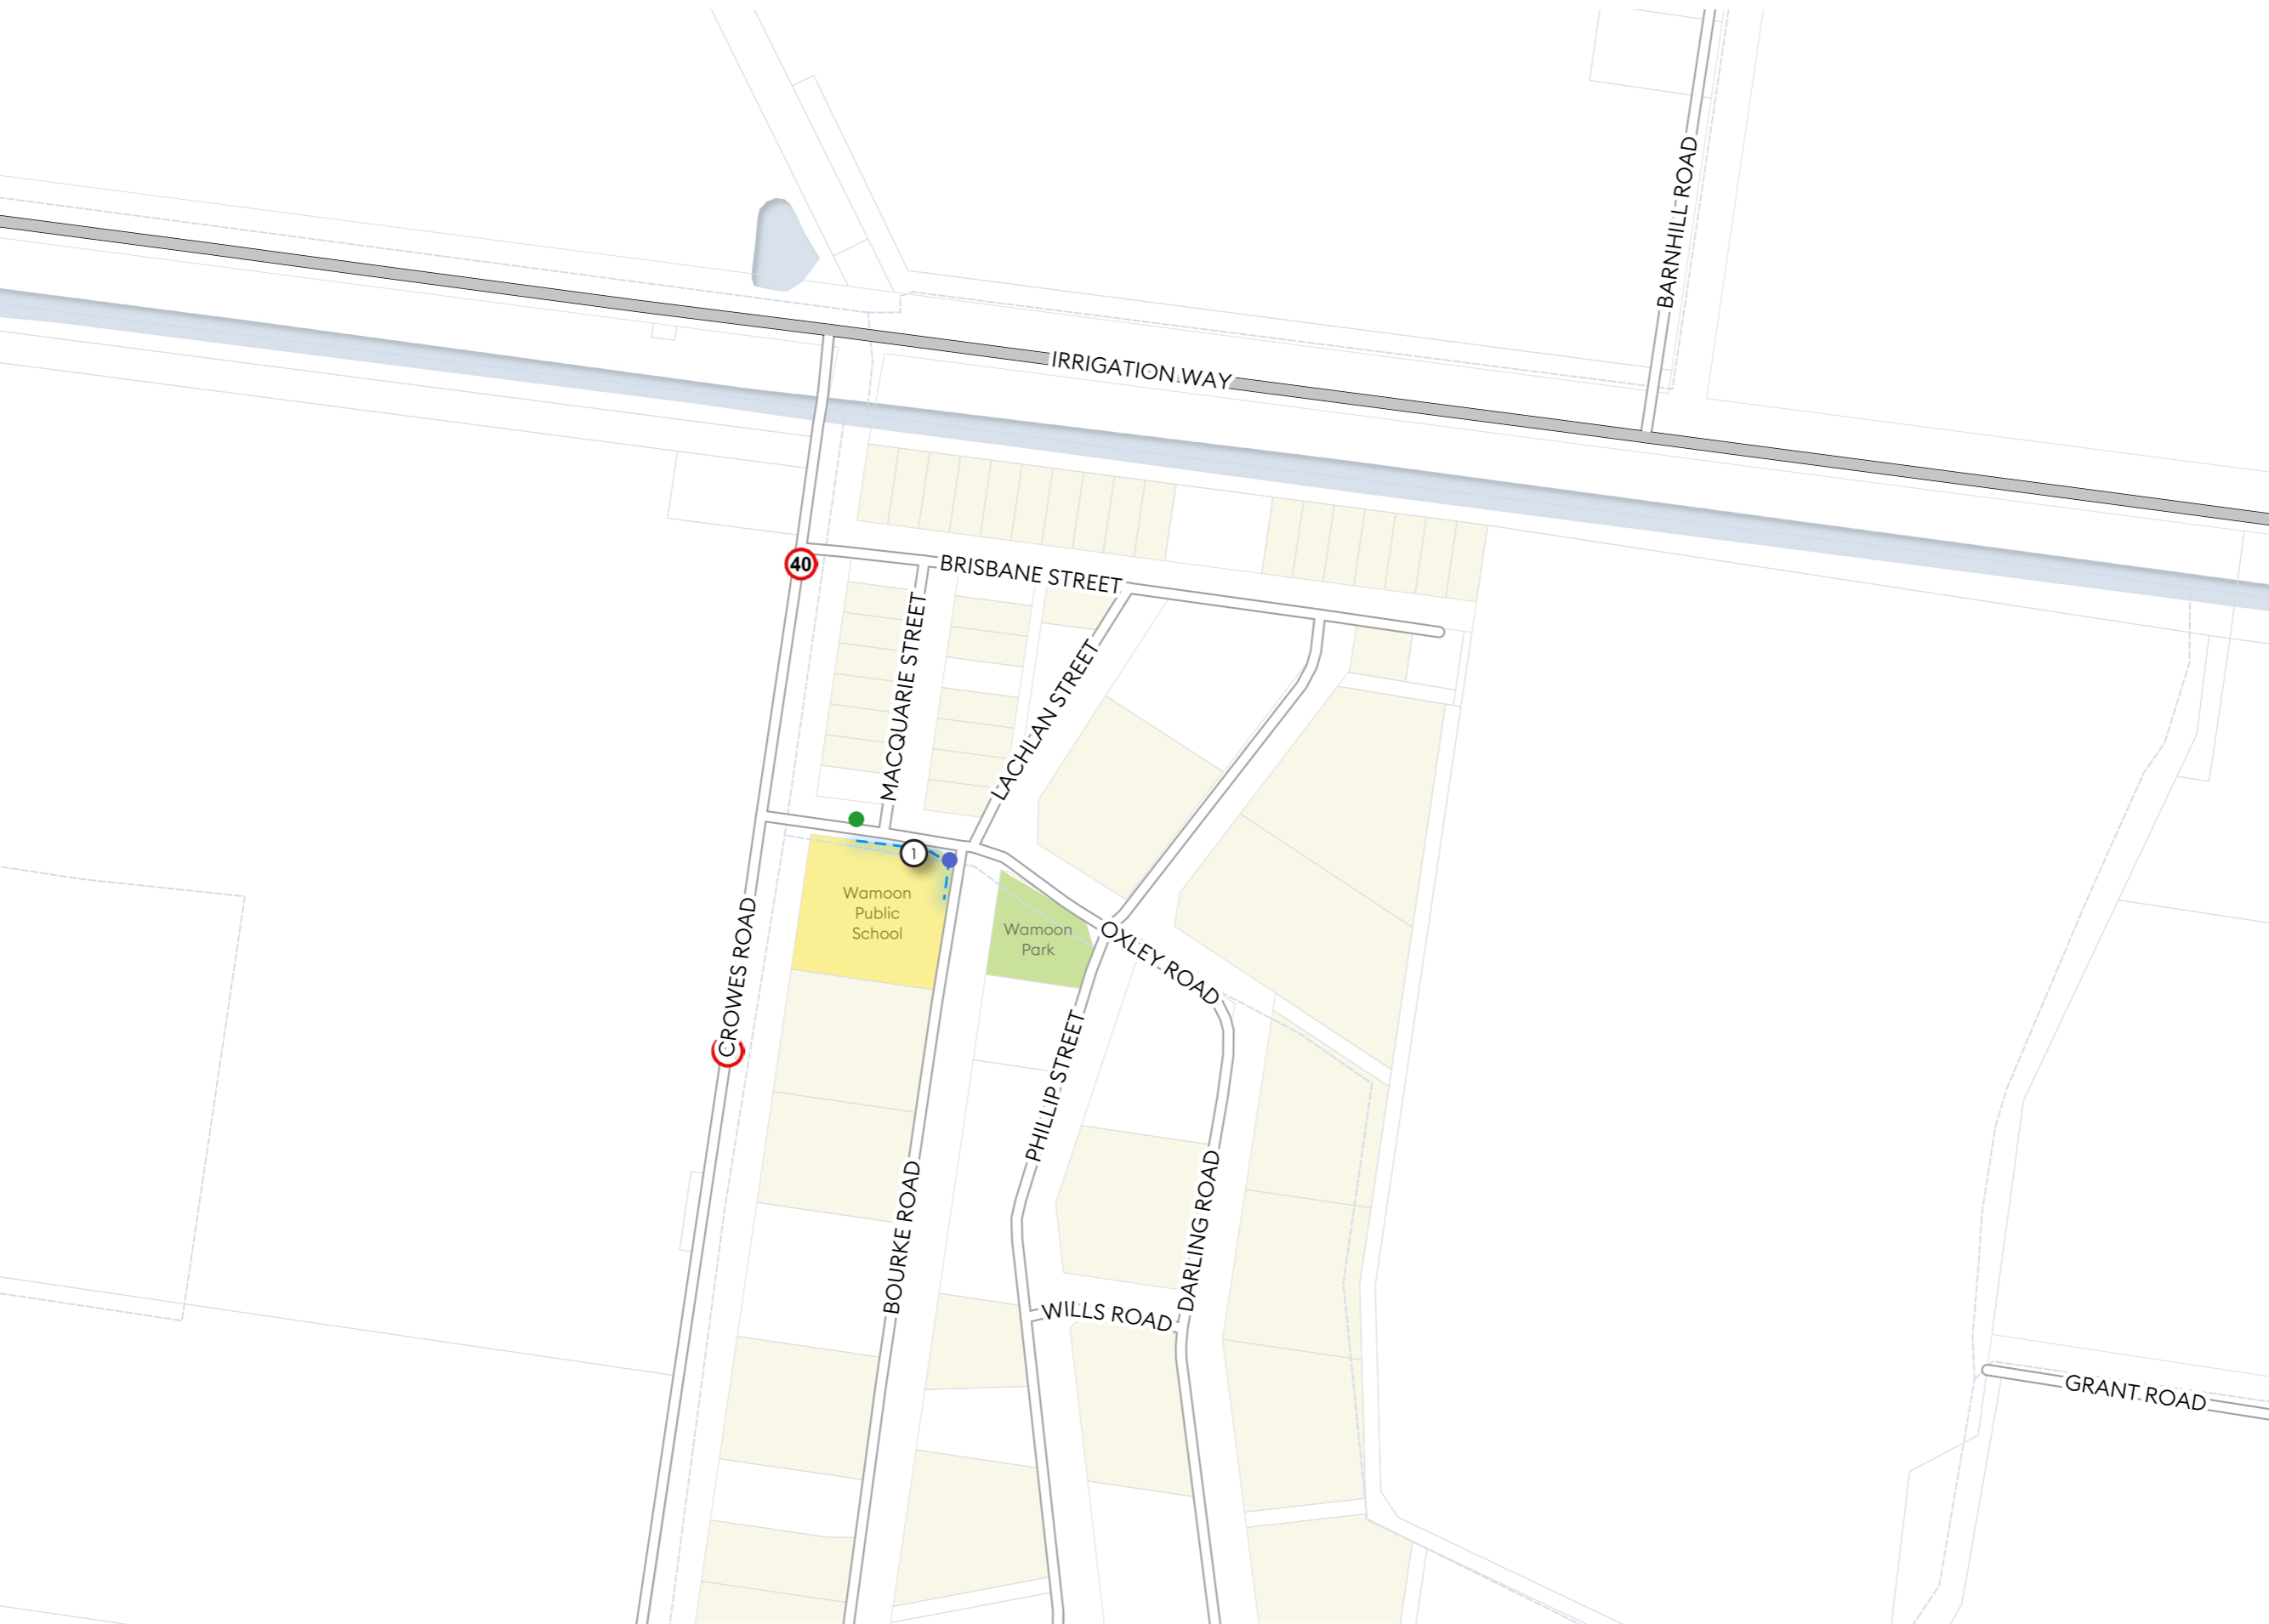 BARNHILL ROAD
IRRIGATION WAY
40
BRISBANE STREET
MACQUARIE STREET
LACHLAN STREET
1
Wamoon
Public
School
Wamoon
Park
OXLEY ROAD
CROWES ROAD
PHILLIP STREET
BOURKE ROAD
DARLING ROAD
WILLS ROAD
GRANT ROAD